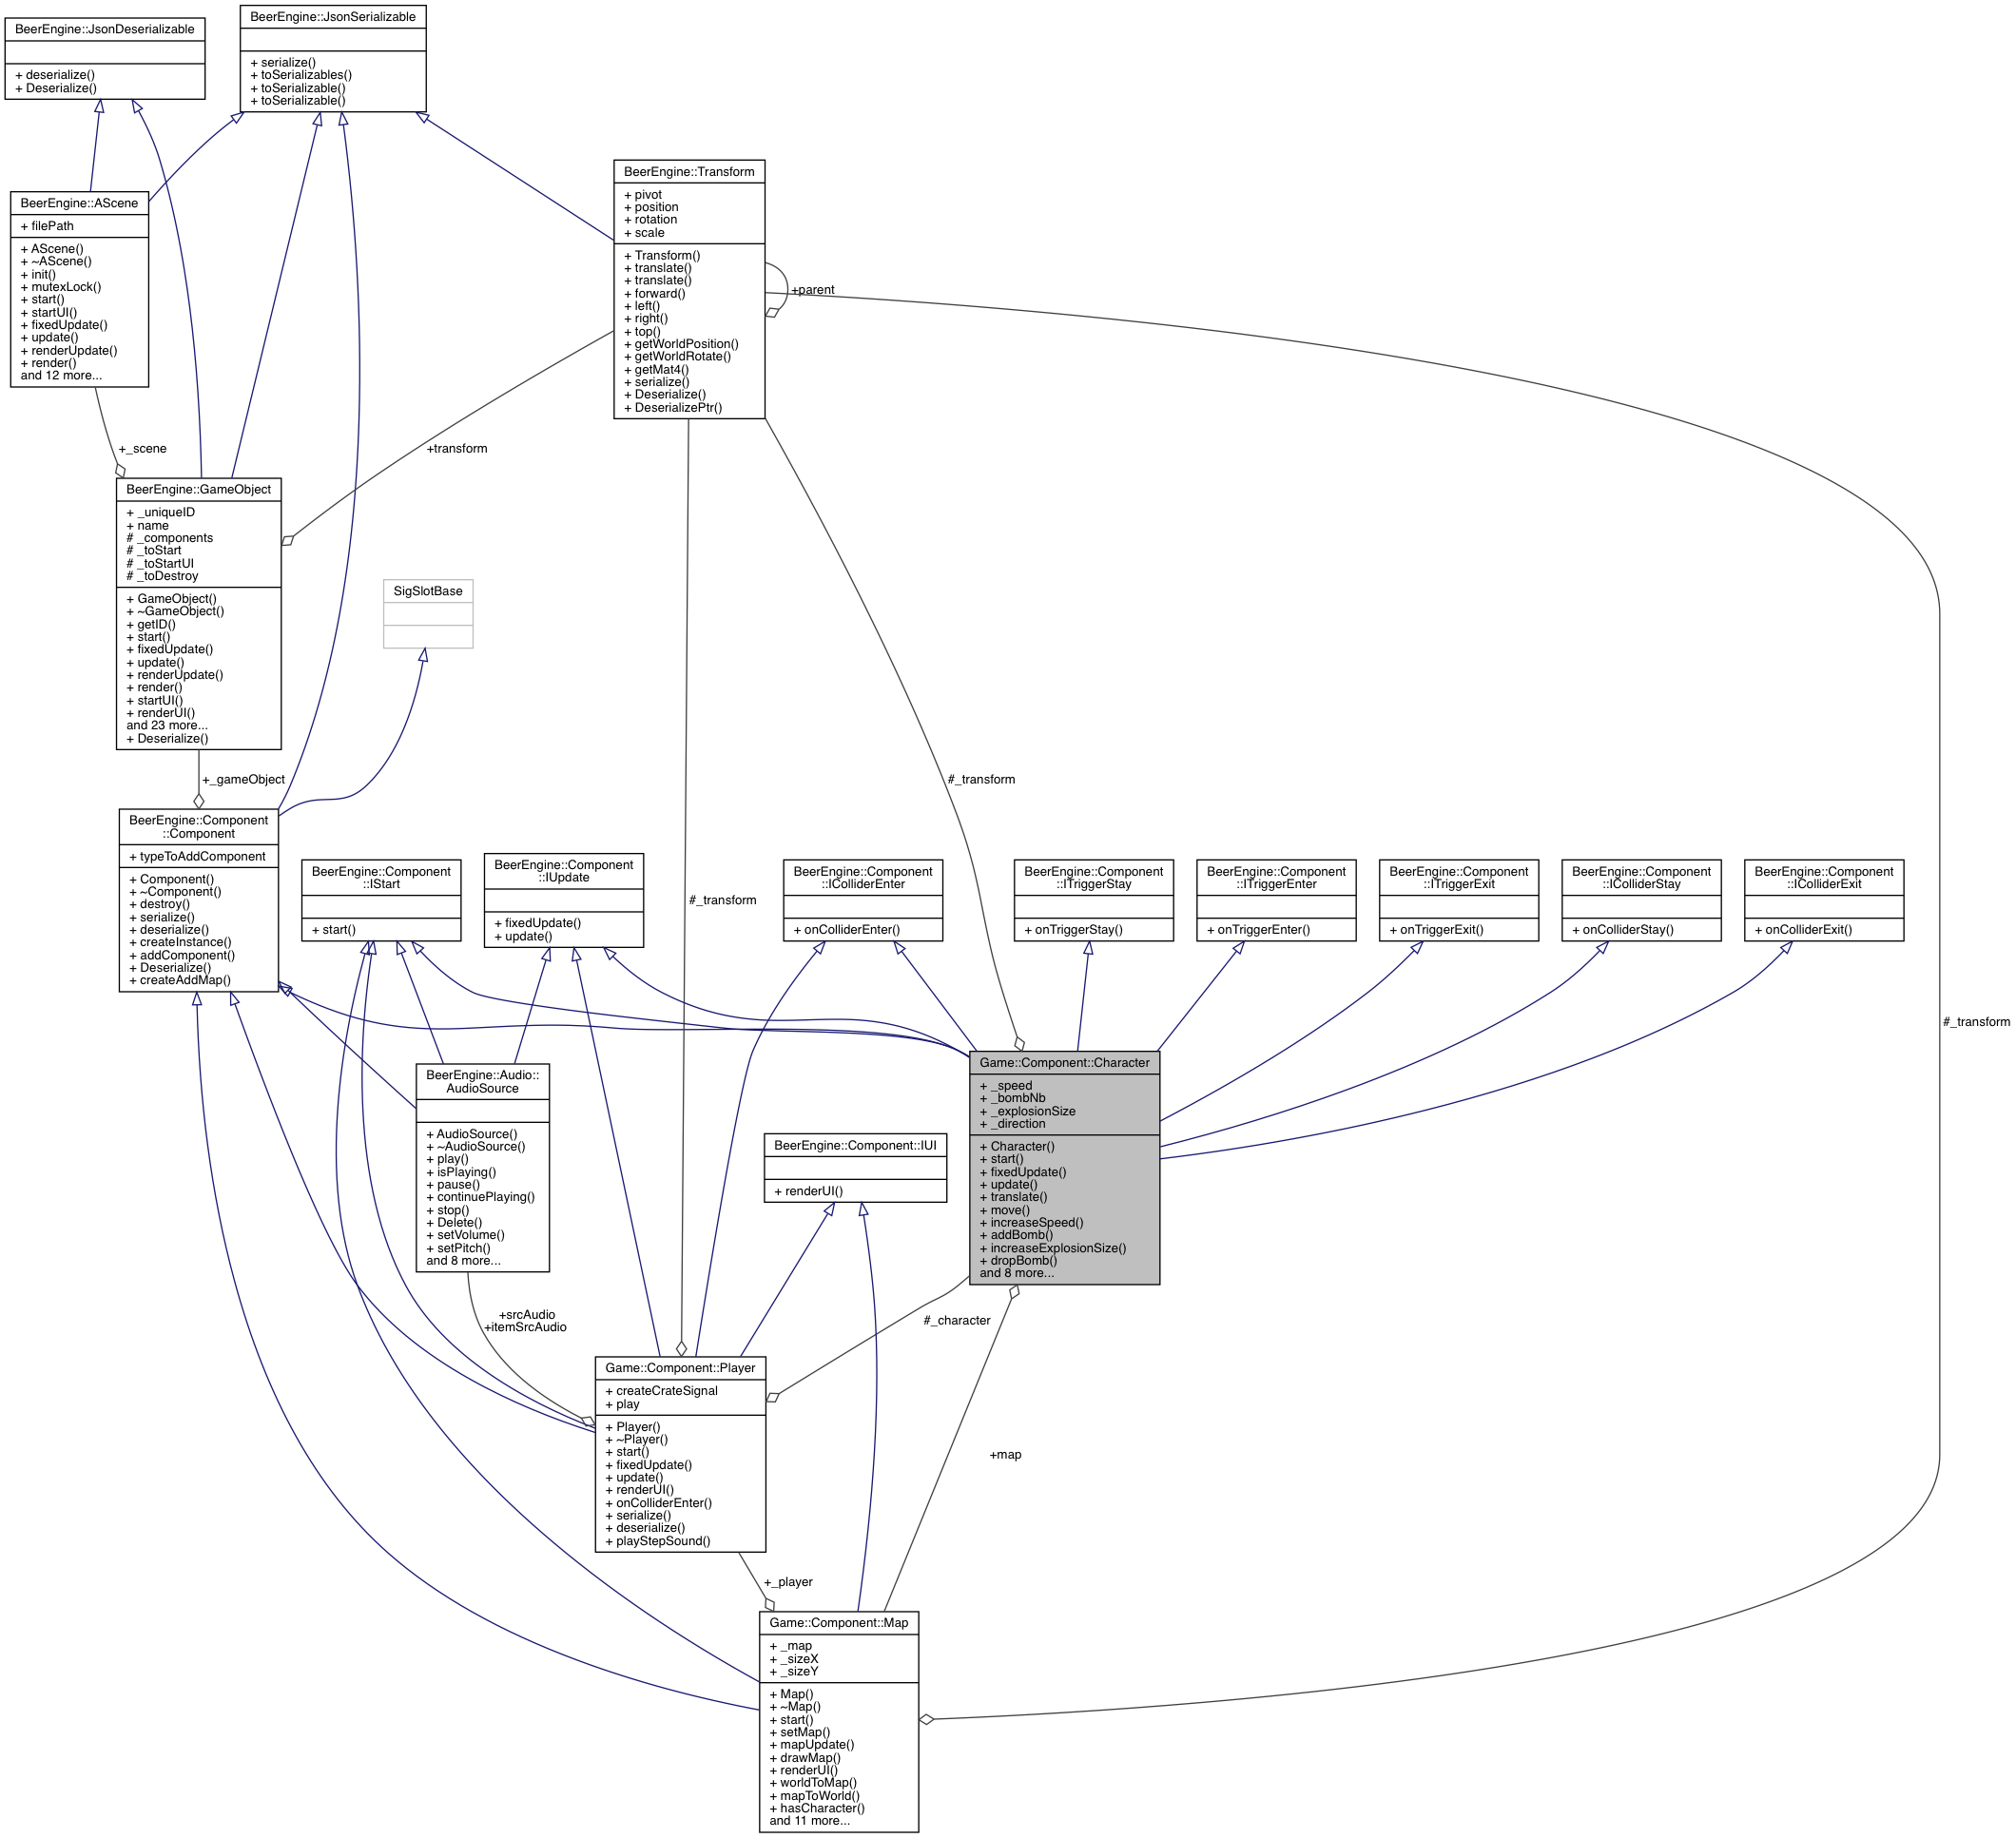 BeerEngine::JsonDeserializable
+ deserialize()
+ Deserialize()
BeerEngine::JsonSerializable
+ serialize()
+ toSerializables()
+ toSerializable()
+ toSerializable()
BeerEngine::AScene
+ filePath
+ AScene()
+ ~AScene()
+ init()
+ mutexLock()
+ start()
+ startUI()
+ fixedUpdate()
+ update()
+ renderUpdate()
+ render()
and 12 more...
BeerEngine::Transform
+ pivot
+ position
+ rotation
+ scale
+ Transform()
+ translate()
+ translate()
+ forward()
+ left()
+ right()
+ top()
+ getWorldPosition()
+ getWorldRotate()
+ getMat4()
+ serialize()
+ Deserialize()
+ DeserializePtr()
+parent
+_scene
+transform
BeerEngine::GameObject
+ _uniqueID
+ name
# _components
# _toStart
# _toStartUI
# _toDestroy
+ GameObject()
+ ~GameObject()
+ getID()
+ start()
+ fixedUpdate()
+ update()
+ renderUpdate()
+ render()
+ startUI()
+ renderUI()
and 23 more...
+ Deserialize()
SigSlotBase
+_gameObject
#_transform
BeerEngine::Component
::Component
+ typeToAddComponent
+ Component()
+ ~Component()
+ destroy()
+ serialize()
+ deserialize()
+ createInstance()
+ addComponent()
+ Deserialize()
+ createAddMap()
BeerEngine::Component
::IStart
+ start()
BeerEngine::Component
::IUpdate
+ fixedUpdate()
+ update()
#_transform
BeerEngine::Component
::IColliderEnter
+ onColliderEnter()
BeerEngine::Component
::ITriggerStay
+ onTriggerStay()
BeerEngine::Component
::ITriggerEnter
+ onTriggerEnter()
BeerEngine::Component
::ITriggerExit
+ onTriggerExit()
BeerEngine::Component
::IColliderStay
+ onColliderStay()
BeerEngine::Component
::IColliderExit
+ onColliderExit()
#_transform
BeerEngine::Audio::
AudioSource
+ AudioSource()
+ ~AudioSource()
+ play()
+ isPlaying()
+ pause()
+ continuePlaying()
+ stop()
+ Delete()
+ setVolume()
+ setPitch()
and 8 more...
BeerEngine::Component::IUI
+ renderUI()
Game::Component::Character
+ _speed
+ _bombNb
+ _explosionSize
+ _direction
+ Character()
+ start()
+ fixedUpdate()
+ update()
+ translate()
+ move()
+ increaseSpeed()
+ addBomb()
+ increaseExplosionSize()
+ dropBomb()
and 8 more...
+srcAudio
+itemSrcAudio
#_character
Game::Component::Player
+ createCrateSignal
+ play
+ Player()
+ ~Player()
+ start()
+ fixedUpdate()
+ update()
+ renderUI()
+ onColliderEnter()
+ serialize()
+ deserialize()
+ playStepSound()
+map
+_player
Game::Component::Map
+ _map
+ _sizeX
+ _sizeY
+ Map()
+ ~Map()
+ start()
+ setMap()
+ mapUpdate()
+ drawMap()
+ renderUI()
+ worldToMap()
+ mapToWorld()
+ hasCharacter()
and 11 more...